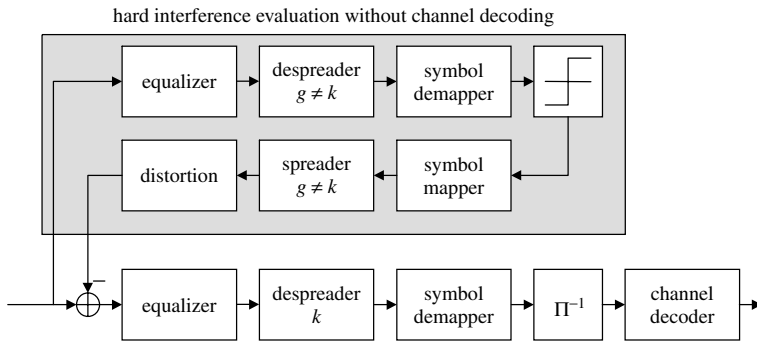 hard interference evaluation without channel decoding
equalizer
despreader
g ≠ k
symbol
demapper
distortion
spreader
g ≠ k
symbol
mapper
−
equalizer
despreader
k
symbol
demapper
Π⁻¹
channel
decoder